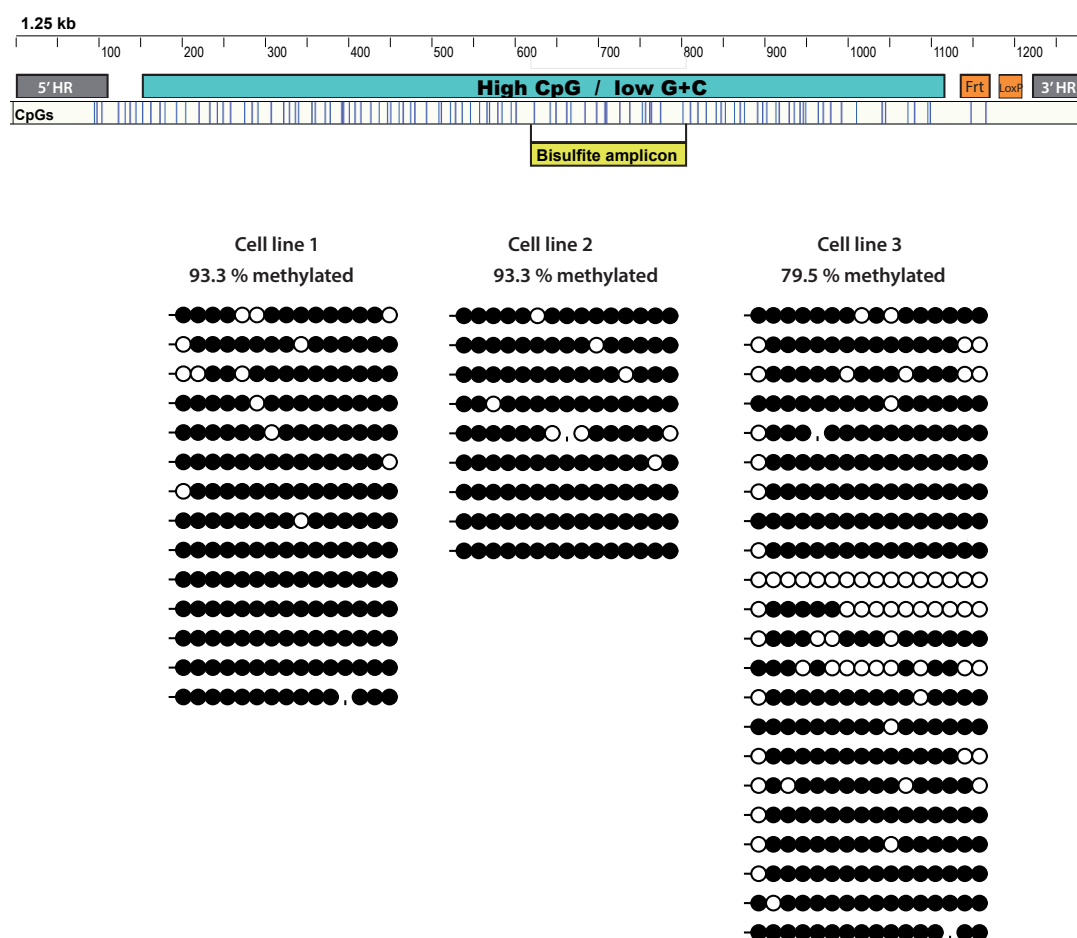 1.25 kb
100 200 300 400 500 600 700 800 900 1000 1100 1200
5' HR High CpG / low G+C Frt LoxP 3' HR
CpGs
Bisulfite amplicon
Cell line 1 Cell line 2 Cell line 3
93.3 % methylated 93.3 % methylated 79.5 % methylated